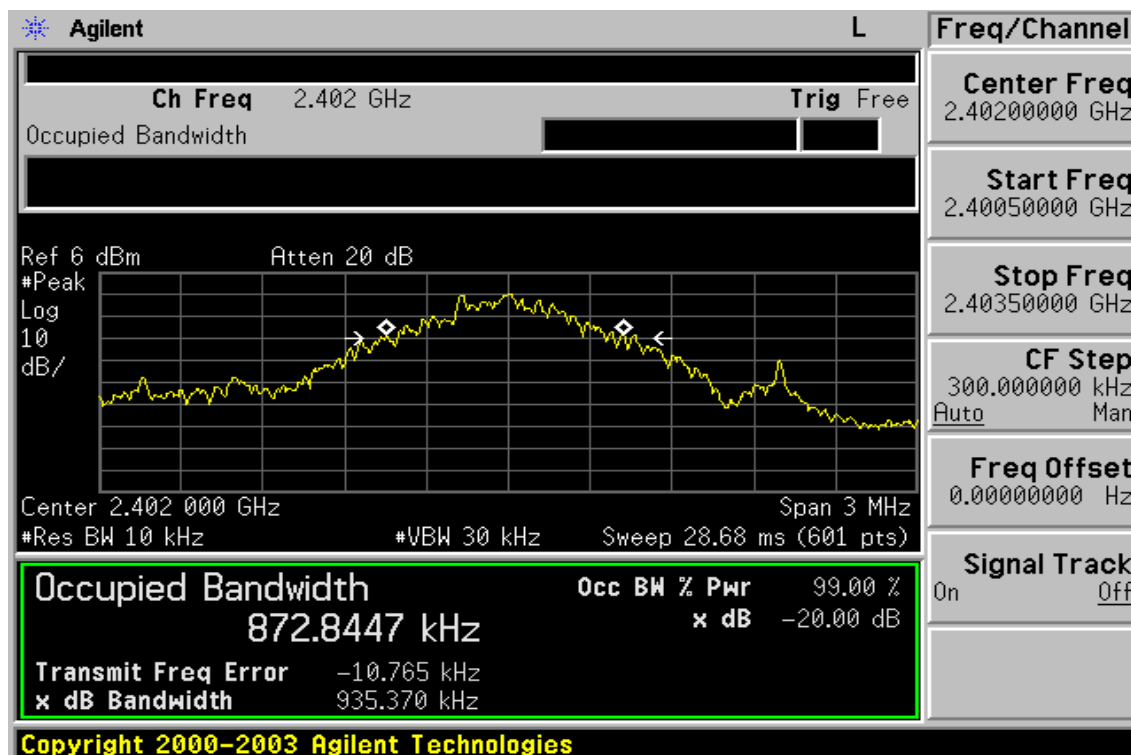 Agilent
L
Ch Freq 2.402 GHz
Trig Free
Occupied Bandwidth
Ref 6 dBm
Atten 20 dB
#Peak
Log
10
dB/
Center 2.402 000 GHz
Span 3 MHz
#Res BW 10 kHz
#VBW 30 kHz
Sweep 28.68 ms (601 pts)
Occupied Bandwidth
872.8447 kHz
Occ BW % Pwr 99.00 %
x dB -20.00 dB
Transmit Freq Error -10.765 kHz
x dB Bandwidth 935.370 kHz
Copyright 2000-2003 Agilent Technologies
Freq/Channel
Center Freq
2.40200000 GHz
Start Freq
2.40050000 GHz
Stop Freq
2.40350000 GHz
CF Step
300.000000 kHz
Auto Man
Freq Offset
0.00000000 Hz
Signal Track
On Off